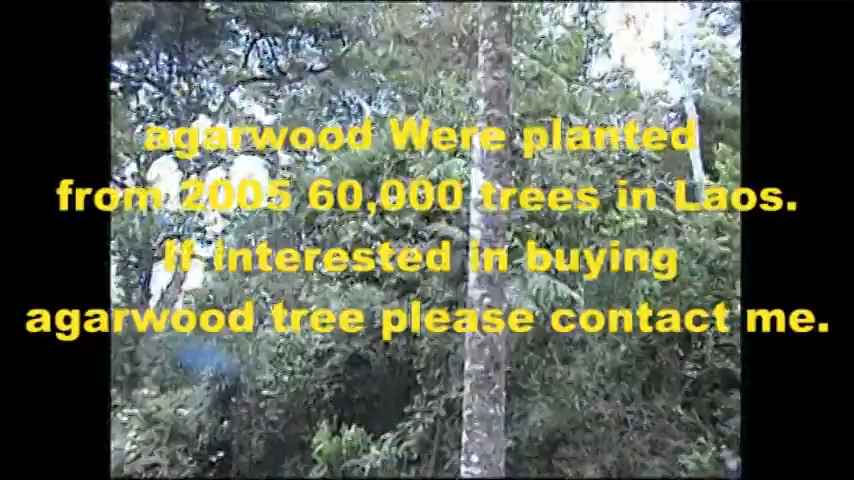 agarwood Were planted
from 2005 60,000 trees in Laos.
If interested in buying
agarwood tree please contact me.